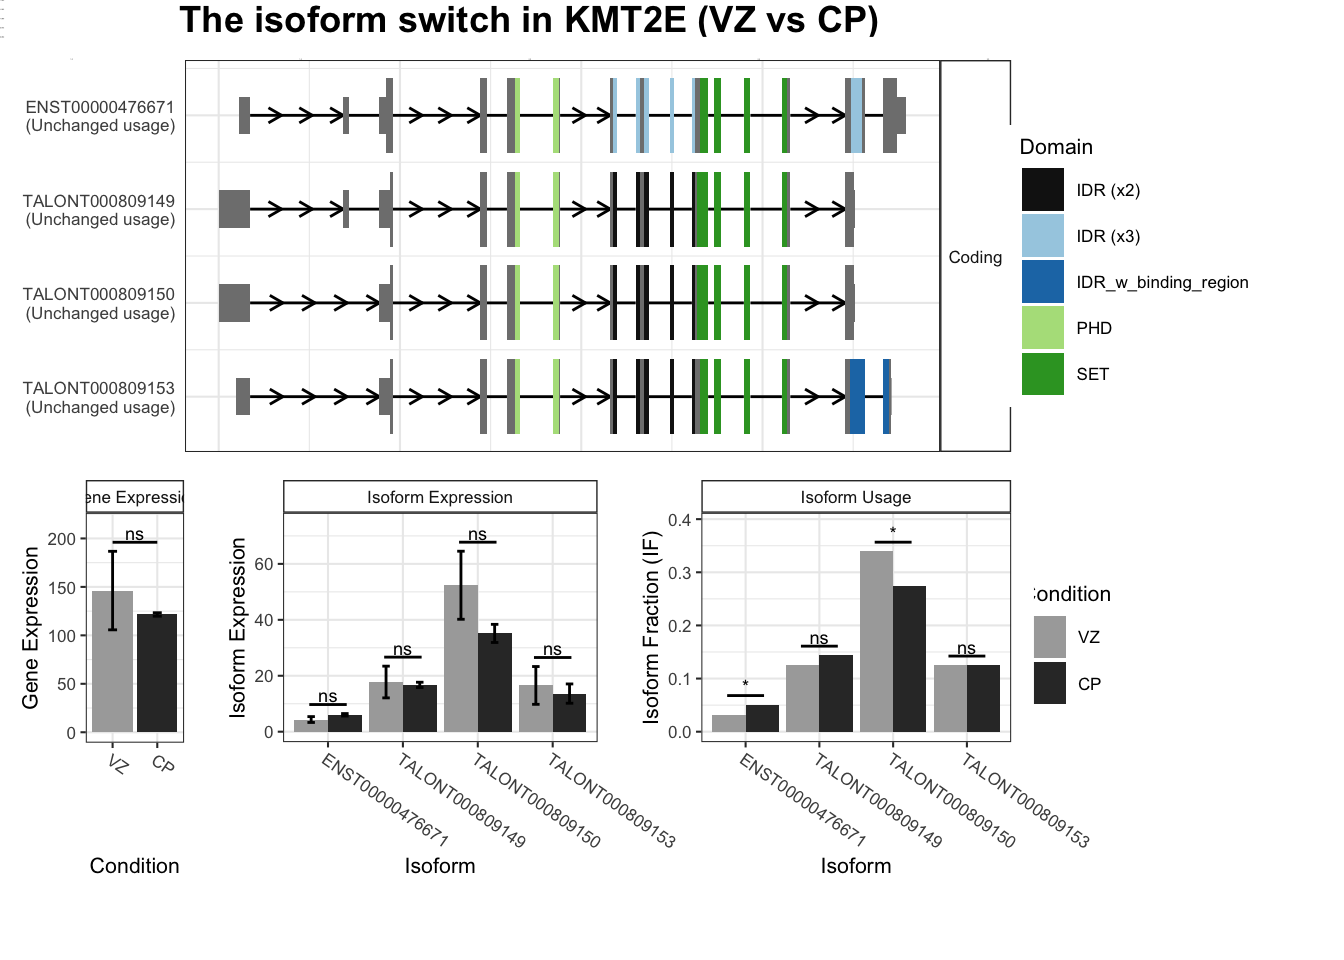 The isoform switch in KMT2E (VZ vs CP)
ENST00000476671
(Unchanged usage)
TALONT000809149
(Unchanged usage)
TALONT000809150
(Unchanged usage)
TALONT000809153
(Unchanged usage)
Coding
Domain
IDR (x2)
IDR (x3)
IDR_w_binding_region
PHD
SET
ene Expressi
Gene Expression
200
150
100
50
0
ns
VZ
CP
Condition
Isoform Expression
Isoform Expression
60
40
20
0
ns
ns
ns
ns
ENST00000476671
TALONT000809149
TALONT000809150
TALONT000809153
Isoform
Isoform Usage
Isoform Fraction (IF)
0.4
0.3
0.2
0.1
0.0
*
ns
*
ns
ENST00000476671
TALONT000809149
TALONT000809150
TALONT000809153
Isoform
ondition
VZ
CP